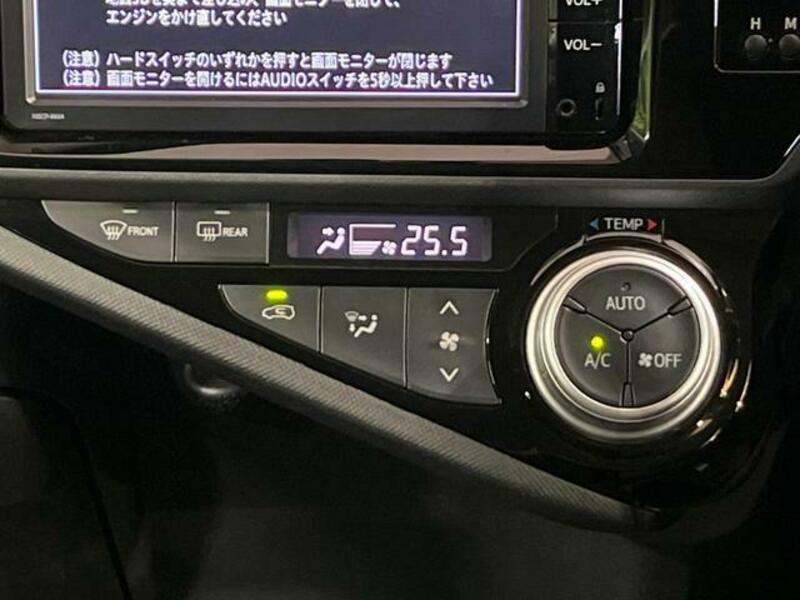 エンジンをかけ直してください
（注意）ハードスイッチのいずれかを押すと画面モニターが閉じます
（注意）画面モニターを開けるにはAUDIOスイッチを5秒以上押して下さい
VOL+
VOL−
H M
FRONT
REAR
25.5
TEMP
AUTO
A/C
OFF